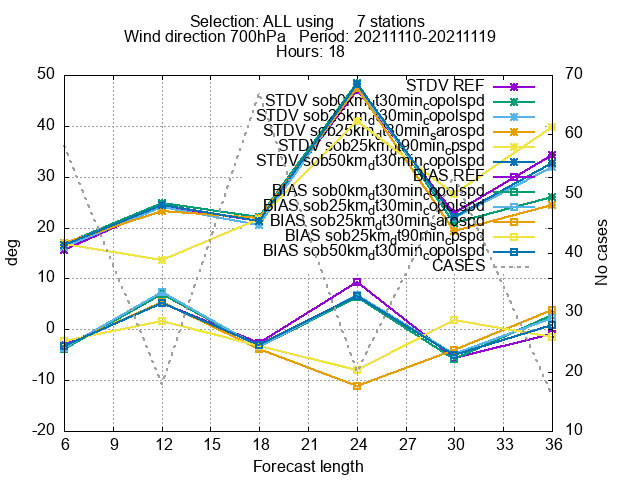 Selection: ALL using 7 stations
Wind direction 700hPa Period: 20211110-20211119
Hours: 18
50
40
30
20
10
0
-10
-20
deg
70
60
50
40
30
20
10
No cases
STDV REF
STDV sob0km_dt30min_copolspd
STDV sob25km_dt30min_copolspd
STDV sob25km_dt30min_sarospd
STDV sob25km_dt90min_cpspd
STDV sob50km_dt30min_copolspd
BIAS REF
BIAS sob0km_dt30min_copolspd
BIAS sob25km_dt30min_copolspd
BIAS sob25km_dt30min_sarospd
BIAS sob25km_dt90min_cpspd
BIAS sob50km_dt30min_copolspd
CASES
6 9 12 15 18 21 24 27 30 33 36
Forecast length